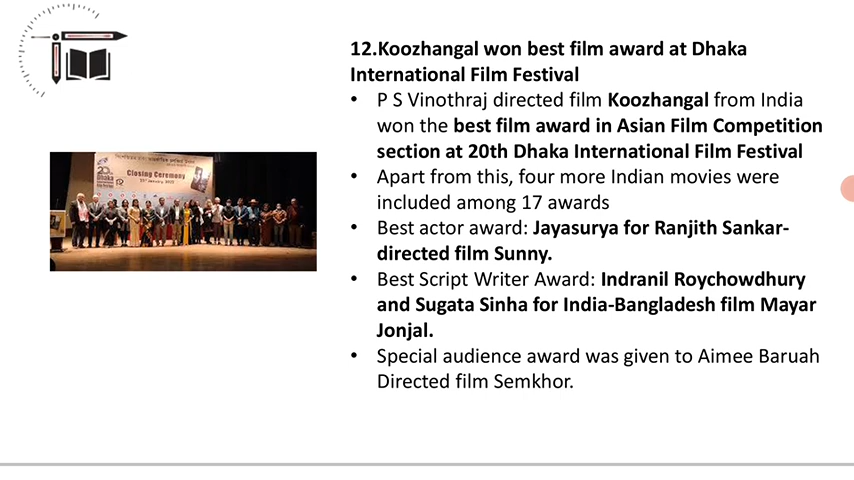 12.Koozhangal won best film award at Dhaka
International Film Festival
• P S Vinothraj directed film Koozhangal from India
won the best film award in Asian Film Competition
section at 20th Dhaka International Film Festival
• Apart from this, four more Indian movies were
included among 17 awards
• Best actor award: Jayasurya for Ranjith Sankar-
directed film Sunny.
• Best Script Writer Award: Indranil Roychowdhury
and Sugata Sinha for India-Bangladesh film Mayar
Jonjal.
• Special audience award was given to Aimee Baruah
Directed film Semkhor.
20th
Dhaka
Closing Ceremony